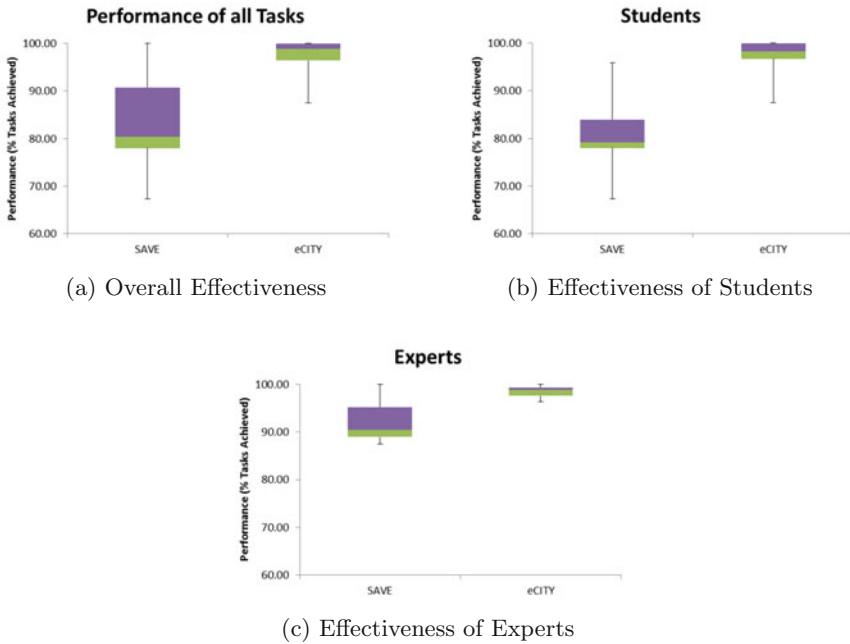 Performance of all Tasks
Performance (% Tasks Achieved)
100.00
90.00
80.00
70.00
60.00
SAVE
eCITY
(a) Overall Effectiveness
Students
Performance (% Tasks Achieved)
100.00
90.00
80.00
70.00
60.00
SAVE
eCITY
(b) Effectiveness of Students
Experts
Performance (% Tasks Achieved)
100.00
90.00
80.00
70.00
60.00
SAVE
eCITY
(c) Effectiveness of Experts